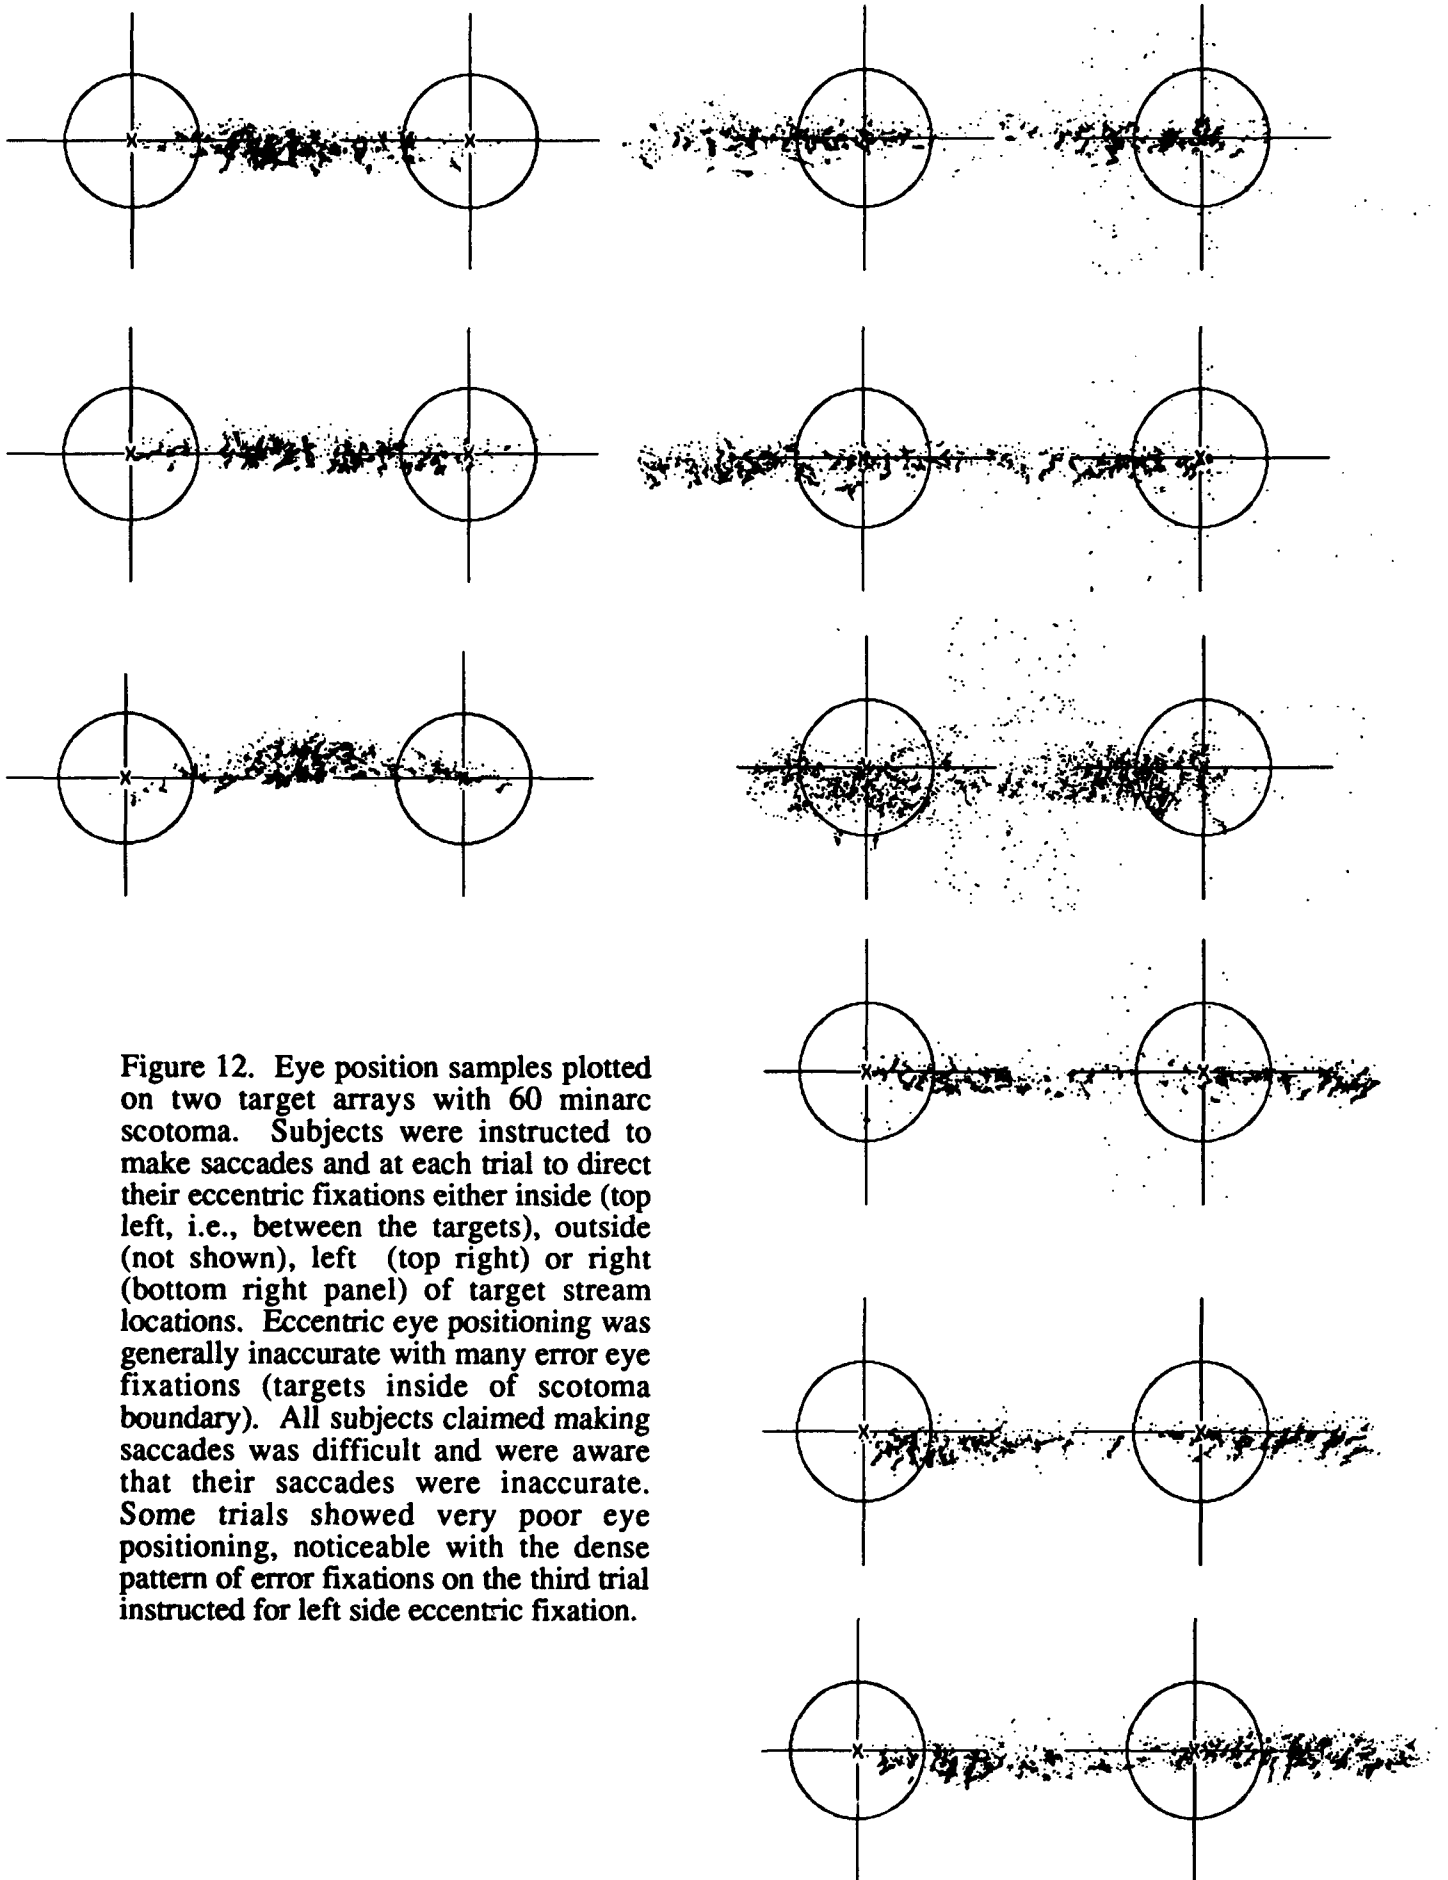 Figure 12. Eye position samples plotted
on two target arrays with 60 minarc
scotoma. Subjects were instructed to
make saccades and at each trial to direct
their eccentric fixations either inside (top
left, i.e., between the targets), outside
(not shown), left (top right) or right
(bottom right panel) of target stream
locations. Eccentric eye positioning was
generally inaccurate with many error eye
fixations (targets inside of scotoma
boundary). All subjects claimed making
saccades was difficult and were aware
that their saccades were inaccurate.
Some trials showed very poor eye
positioning, noticeable with the dense
pattern of error fixations on the third trial
instructed for left side eccentric fixation.